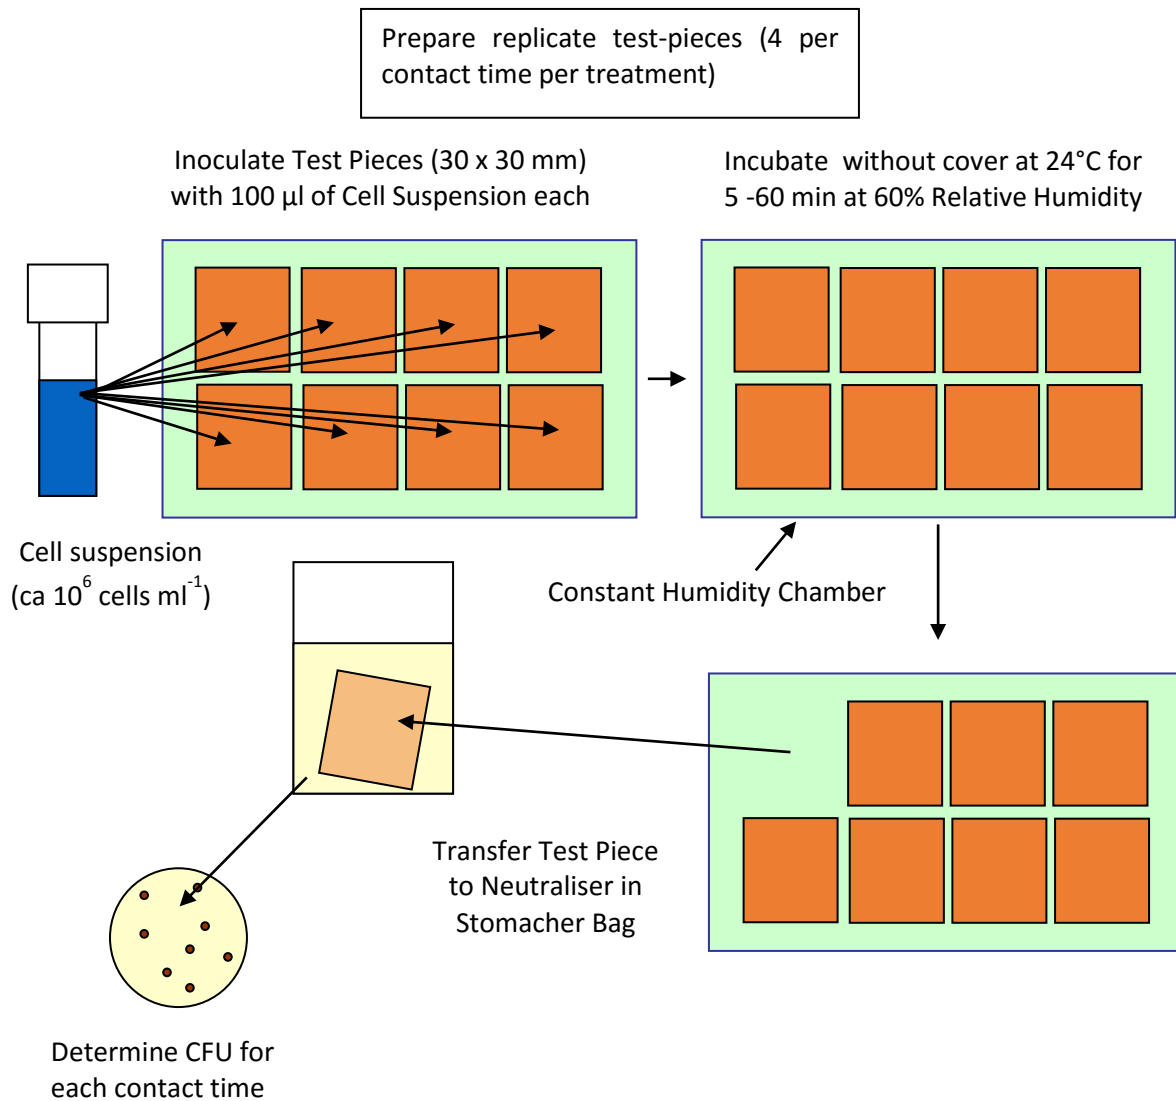 Prepare replicate test-pieces (4 per
contact time per treatment)
Inoculate Test Pieces (30 x 30 mm)
with 100 µl of Cell Suspension each
Incubate without cover at 24°C for
5 -60 min at 60% Relative Humidity
Cell suspension
(ca 10⁶ cells ml⁻¹)
Constant Humidity Chamber
Transfer Test Piece
to Neutraliser in
Stomacher Bag
Determine CFU for
each contact time